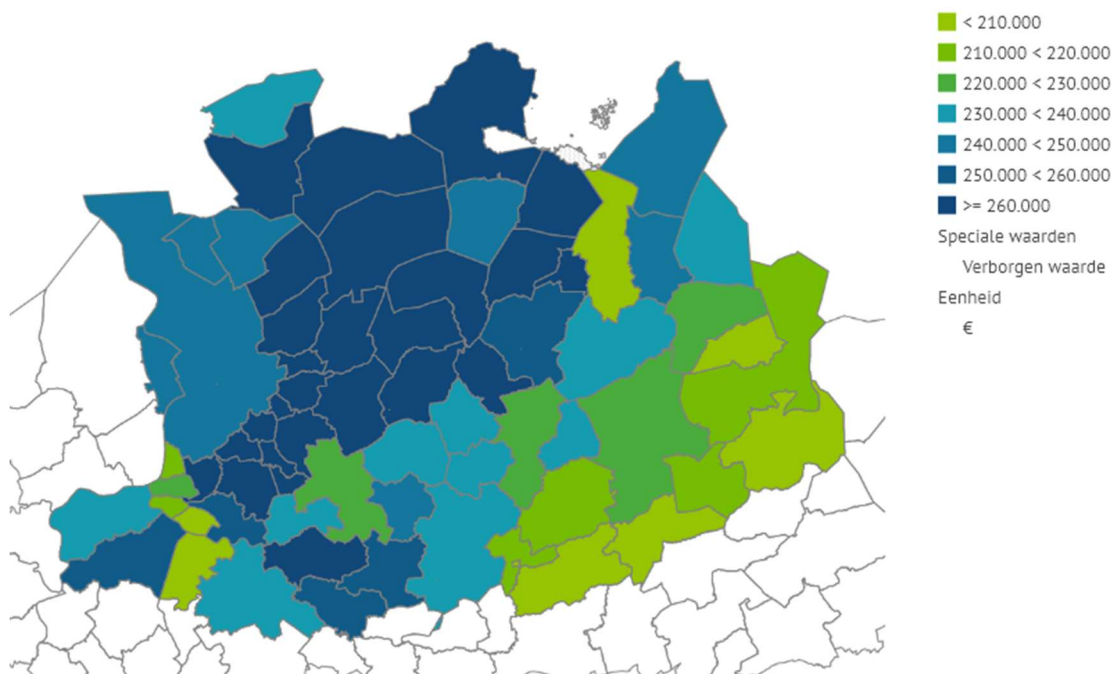 < 210.000
210.000 < 220.000
220.000 < 230.000
230.000 < 240.000
240.000 < 250.000
250.000 < 260.000
>= 260.000
Speciale waarden
Verborgen waarde
Eenheid
€